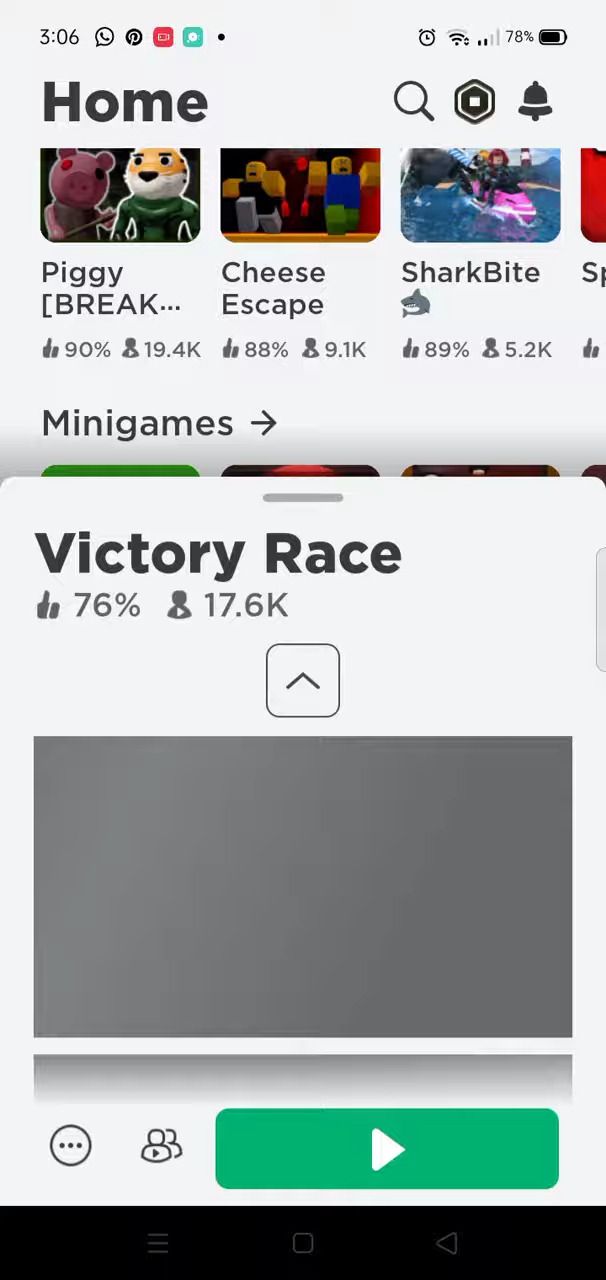 3:06
78%
Home
Piggy
[BREAK...
90% 19.4K
Cheese
Escape
88% 9.1K
SharkBite
🦈
89% 5.2K
Sp
Minigames →
Victory Race
76% 17.6K